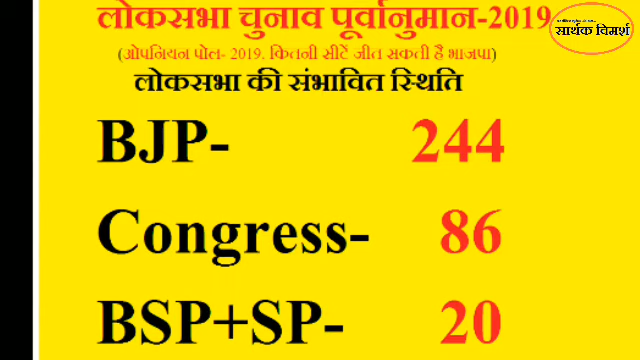 लोकसभा चुनाव पूर्वानुमान-2019
सार्थक विमर्श
(ओपनियन पोल- 2019. कितनी सीटें जीत सकती है भाजपा)
लोकसभा की संभावित स्थिति
BJP- 244
Congress- 86
BSP+SP- 20